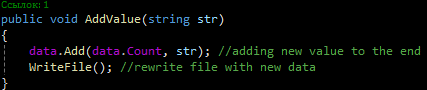 Ссылок: 1
public void AddValue(string str)
{
data.Add(data.Count, str); //adding new value to the end
WriteFile(); //rewrite file with new data
}